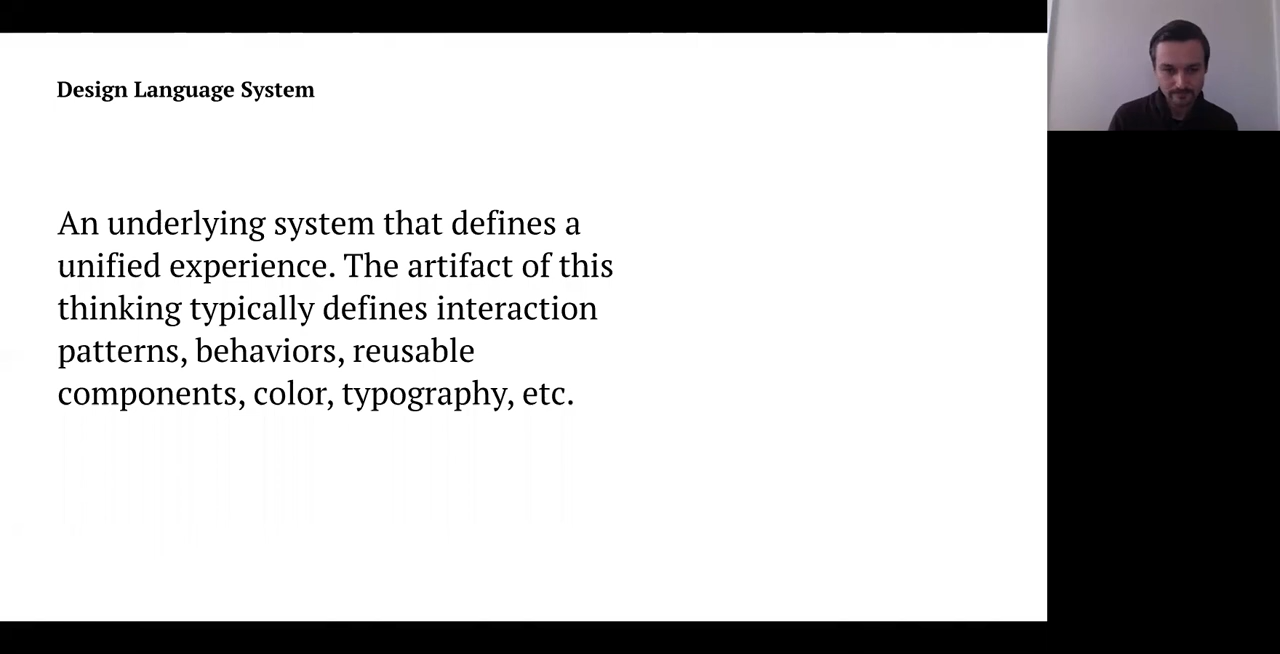 Design Language System
An underlying system that defines a
unified experience. The artifact of this
thinking typically defines interaction
patterns, behaviors, reusable
components, color, typography, etc.